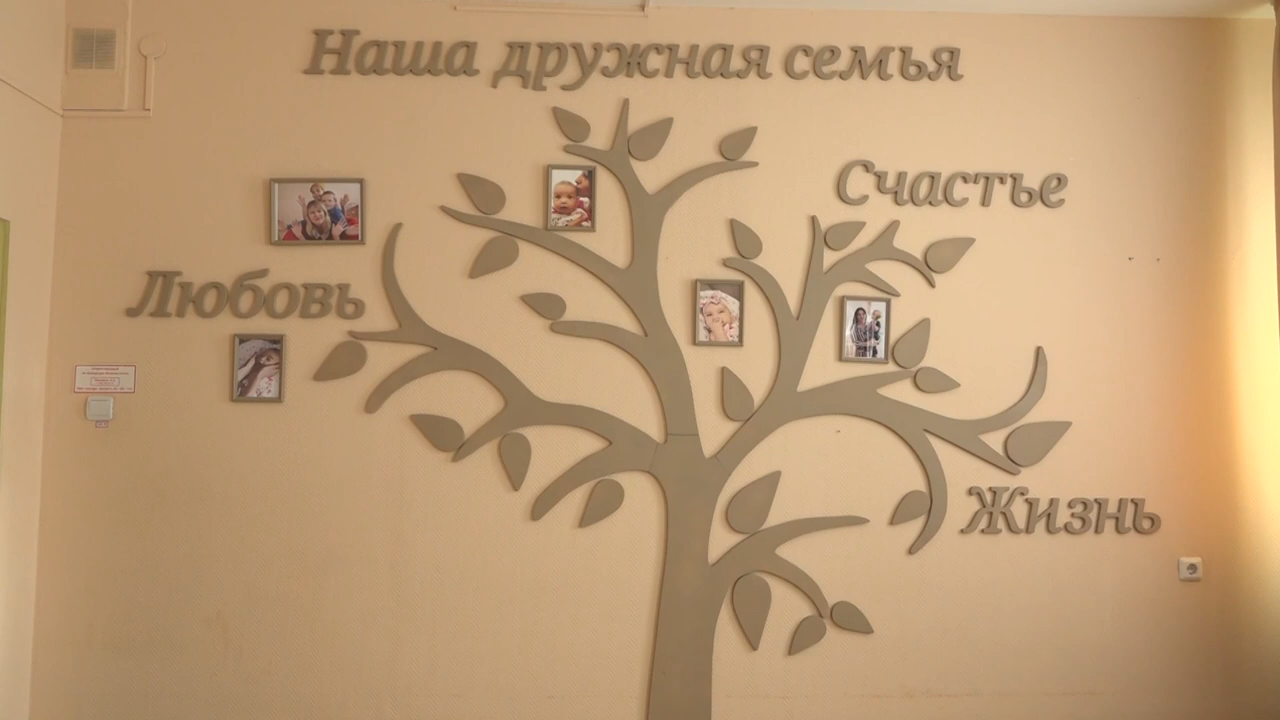 Наша дружная семья
Счастье
Любовь
Жизнь